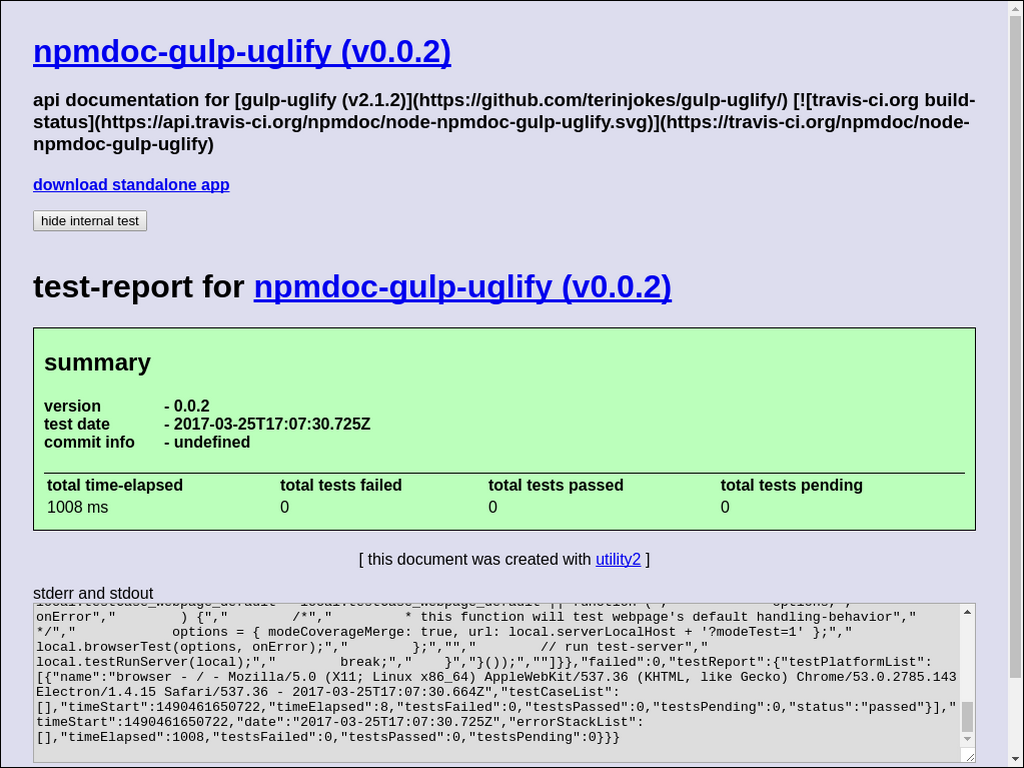 npmdoc-gulp-uglify (v0.0.2)
api documentation for [gulp-uglify (v2.1.2)](https://github.com/terinjokes/gulp-uglify/) [![travis-ci.org build-
status](https://api.travis-ci.org/npmdoc/node-npmdoc-gulp-uglify.svg)](https://travis-ci.org/npmdoc/node-
npmdoc-gulp-uglify)
download standalone app
hide internal test
test-report for npmdoc-gulp-uglify (v0.0.2)
summary
version - 0.0.2
test date - 2017-03-25T17:07:30.725Z
commit info - undefined
total time-elapsed total tests failed total tests passed total tests pending
1008 ms 0 0 0
[ this document was created with utility2 ]
stderr and stdout
onError","        ) {","        /*","         * this function will test webpage's default handling-behavior","
*/","            options = { modeCoverageMerge: true, url: local.serverLocalHost + '?modeTest=1' };","
local.browserTest(options, onError);","        };","","        // run test-server","
local.testRunServer(local);","        break;","    }","}());",""]}},"failed":0,"testReport":{"testPlatformList":
[{"name":"browser - / - Mozilla/5.0 (X11; Linux x86_64) AppleWebKit/537.36 (KHTML, like Gecko) Chrome/53.0.2785.143
Electron/1.4.15 Safari/537.36 - 2017-03-25T17:07:30.664Z","testCaseList":
[],"timeStart":1490461650722,"timeElapsed":8,"testsFailed":0,"testsPassed":0,"testsPending":0,"status":"passed"}],"
timeStart":1490461650722,"date":"2017-03-25T17:07:30.725Z","errorStackList":
[],"timeElapsed":1008,"testsFailed":0,"testsPassed":0,"testsPending":0}}}